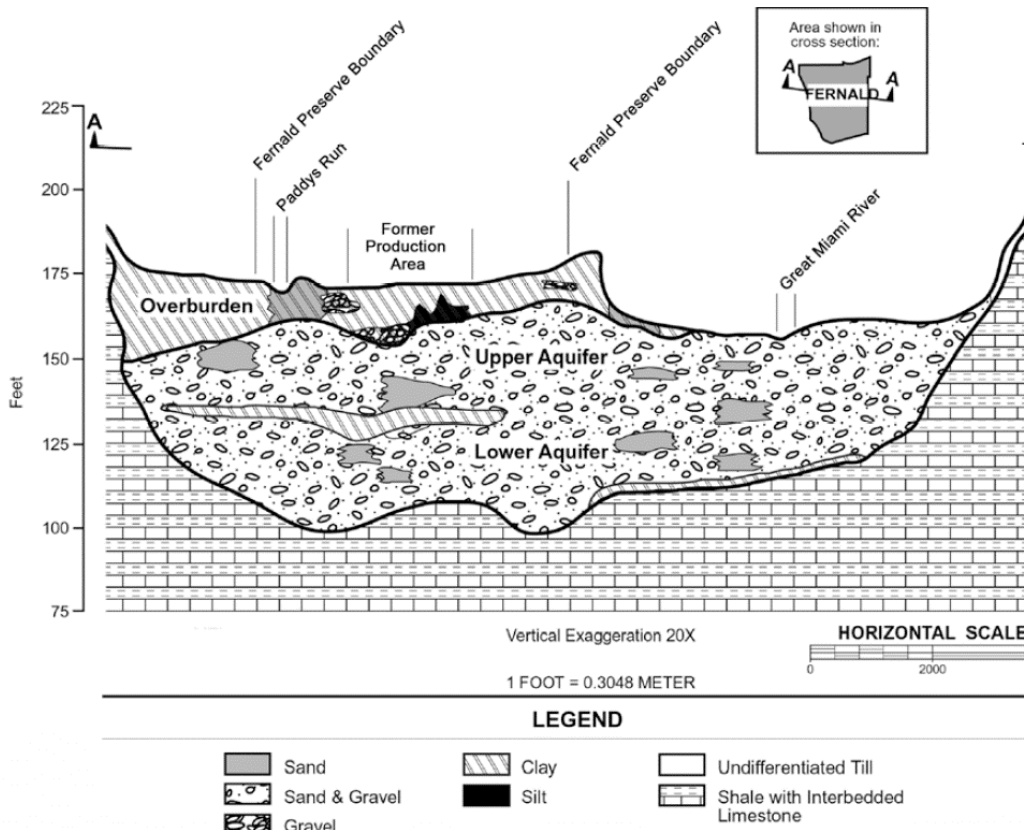 Area shown in
cross section:
A
A
FERNALD
225
200
175
150
125
100
75
Feet
A
Fernald Preserve Boundary
Paddys Run
Former
Production
Area
Fernald Preserve Boundary
Great Miami River
Overburden
Upper Aquifer
Lower Aquifer
Vertical Exaggeration 20X
HORIZONTAL SCALE
0
2000
1 FOOT = 0.3048 METER
LEGEND
Sand
Clay
Undifferentiated Till
Sand & Gravel
Silt
Shale with Interbedded
Limestone
Gravel